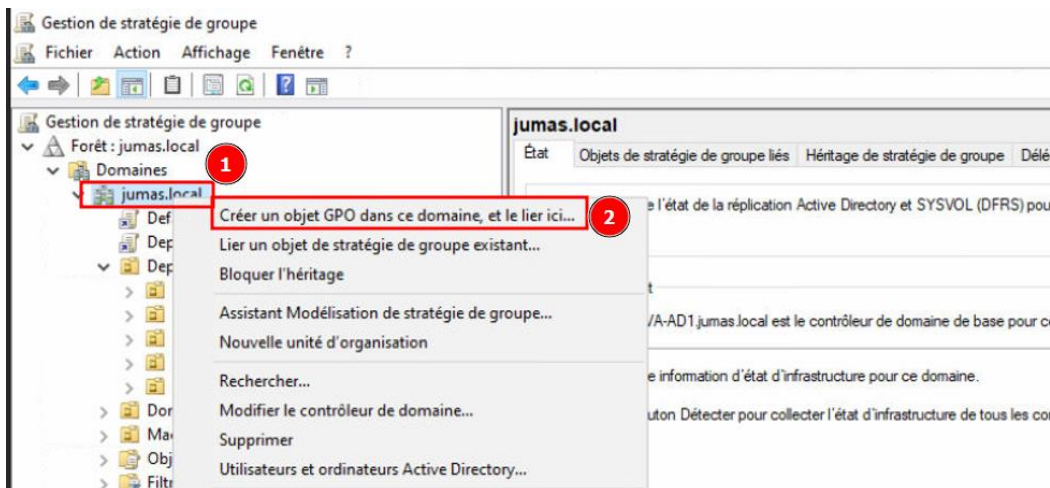 Gestion de stratégie de groupe
Fichier Action Affichage Fenêtre ?
Gestion de stratégie de groupe
Forêt : jumas.local
Domaines
1
jumas.local
Def
Dep
Dep
Dor
Mac
Obj
Filtr
Créer un objet GPO dans ce domaine, et le lier ici...
2
Lier un objet de stratégie de groupe existant...
Bloquer l'héritage
Assistant Modélisation de stratégie de groupe...
Nouvelle unité d'organisation
Rechercher...
Modifier le contrôleur de domaine...
Supprimer
Utilisateurs et ordinateurs Active Directory...
jumas.local
État Objets de stratégie de groupe liés Héritage de stratégie de groupe Délé
e l'état de la réplication Active Directory et SYSVOL (DFRS) pou
t
VA-AD1.jumas.local est le contrôleur de domaine de base pour c
e information d'état d'infrastructure pour ce domaine.
uton Détecter pour collecter l'état d'infrastructure de tous les co